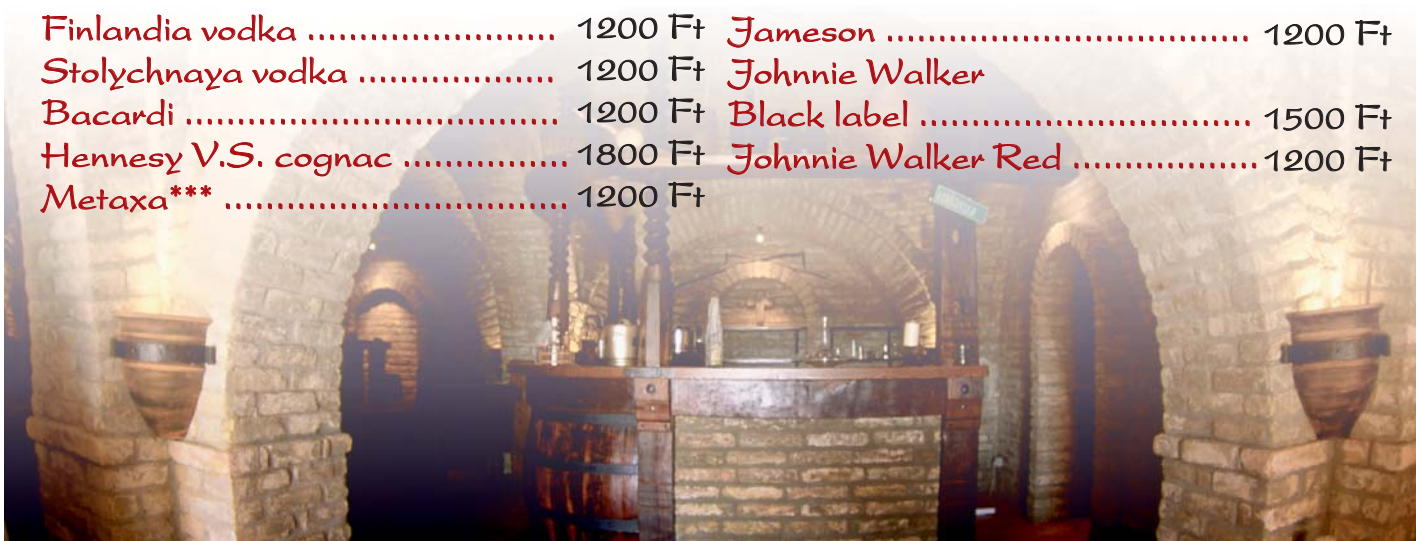 Finlandia vodka ........................ 1200 Ft
Stolychnaya vodka ................... 1200 Ft
Bacardi .................................... 1200 Ft
Hennesy V.S. cognac ................ 1800 Ft
Metaxa*** ................................. 1200 Ft
Jameson ................................... 1200 Ft
Johnnie Walker
Black label ................................ 1500 Ft
Johnnie Walker Red .................. 1200 Ft